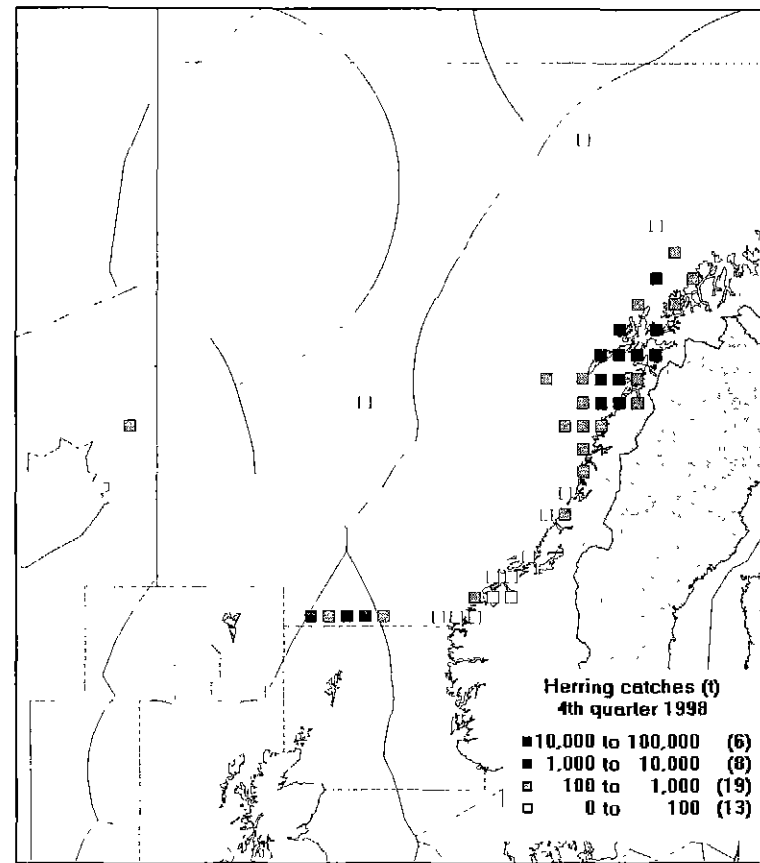 Herring catches (t)
4th quarter 1998
10,000 to 100,000 (6)
1,000 to 10,000 (8)
100 to 1,000 (19)
0 to 100 (13)